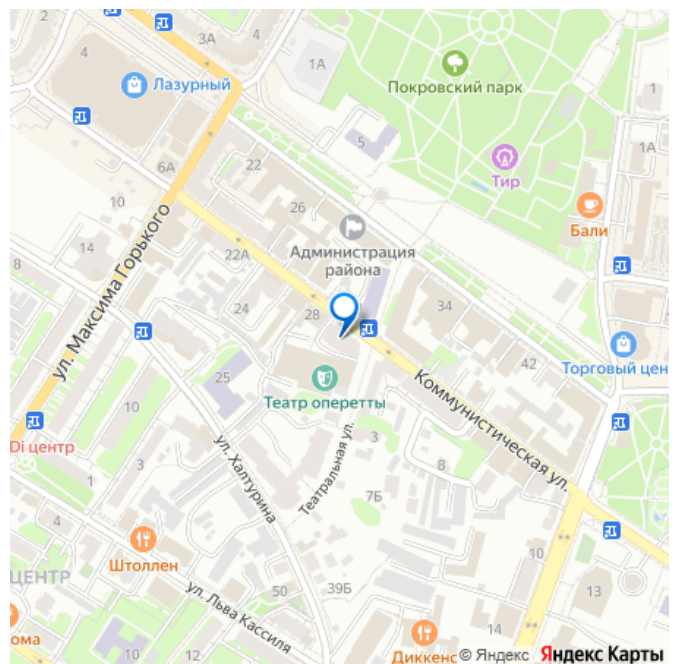 3А
4
4
1А
Лазурный
Покровский парк
1
5
1А
6А
22
Тир
10
26
Бали
ул. Максима Горького
Администрация
района
14
22А
8
24
28
34
42
Торговый цен
25
Театр оперетты
10
Коммунистическая ул.
Di центр
3
ул. Халтурина
Театральная ул.
3
8
1
7Б
4
Штоллен
10
ЦЕНТР
50
39Б
13
ул. Льва Кассиля
ома
10
12
14
Диккенс
© Яндекс Яндекс Карты